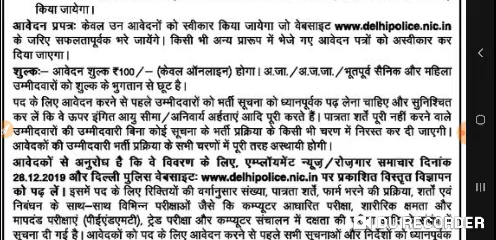 किया जायेगा।
आवेदन प्रपत्रः केवल उन आवेदनों को स्वीकार किया जायेगा जो वेबसाइट www.delhipolice.nic.in
के जरिए सफलतापूर्वक भरे जायेंगे। किसी भी अन्य प्रारूप में भेजे गए आवेदन पत्रों को अस्वीकार कर
दिया जाएगा।
शुल्कः- आवेदन शुल्क ₹100/- (केवल ऑनलाइन) होगा। अ.जा./अ.ज.जा./भूतपूर्व सैनिक और महिला
उम्मीदवारों को शुल्क के भुगतान से छूट है।
पद के लिए आवेदन करने से पहले उम्मीदवारों को भर्ती सूचना को ध्यानपूर्वक पढ़ लेना चाहिए और सुनिश्चित
कर लें कि वे ऊपर इंगित आयु सीमा/अनिवार्य अर्हताएं आदि पूरी करते हैं। पात्रता शर्तें पूरी नहीं करने वाले
उम्मीदवारों की उम्मीदवारी बिना कोई सूचना के भर्ती प्रक्रिया के किसी भी चरण में निरस्त कर दी जाएगी।
आवेदकों की उम्मीदवारी भर्ती प्रक्रिया के सभी चरणों में पूरी तरह अस्थायी होगी।
आवेदकों से अनुरोध है कि वे विवरण के लिए, एम्प्लॉयमेंट न्यूज/रोज़गार समाचार दिनांक
28.12.2019 और दिल्ली पुलिस वेबसाइटः www.delhipolice.nic.in पर प्रकाशित विस्तृत विज्ञापन
को पढ़ लें। इसमें पद के लिए रिक्तियों की वर्गानुसार संख्या, पात्रता शर्तें, फार्म भरने की प्रक्रिया, शर्तों एवं
निबंधन के साथ-साथ विभिन्न परीक्षाओं जैसे कि कम्प्यूटर आधारित परीक्षा, शारीरिक क्षमता और
मापदंड परीक्षाएं (पीईएंडएमटी), ट्रेड परीक्षा और कम्प्यूटर संचालन में दक्षता की
सूचना दी गई है। आवेदकों को पद के लिए आवेदन करने से पहले सभी सूचनाओं और निर्देशों को ध्यानपूर्वक
RECORDER